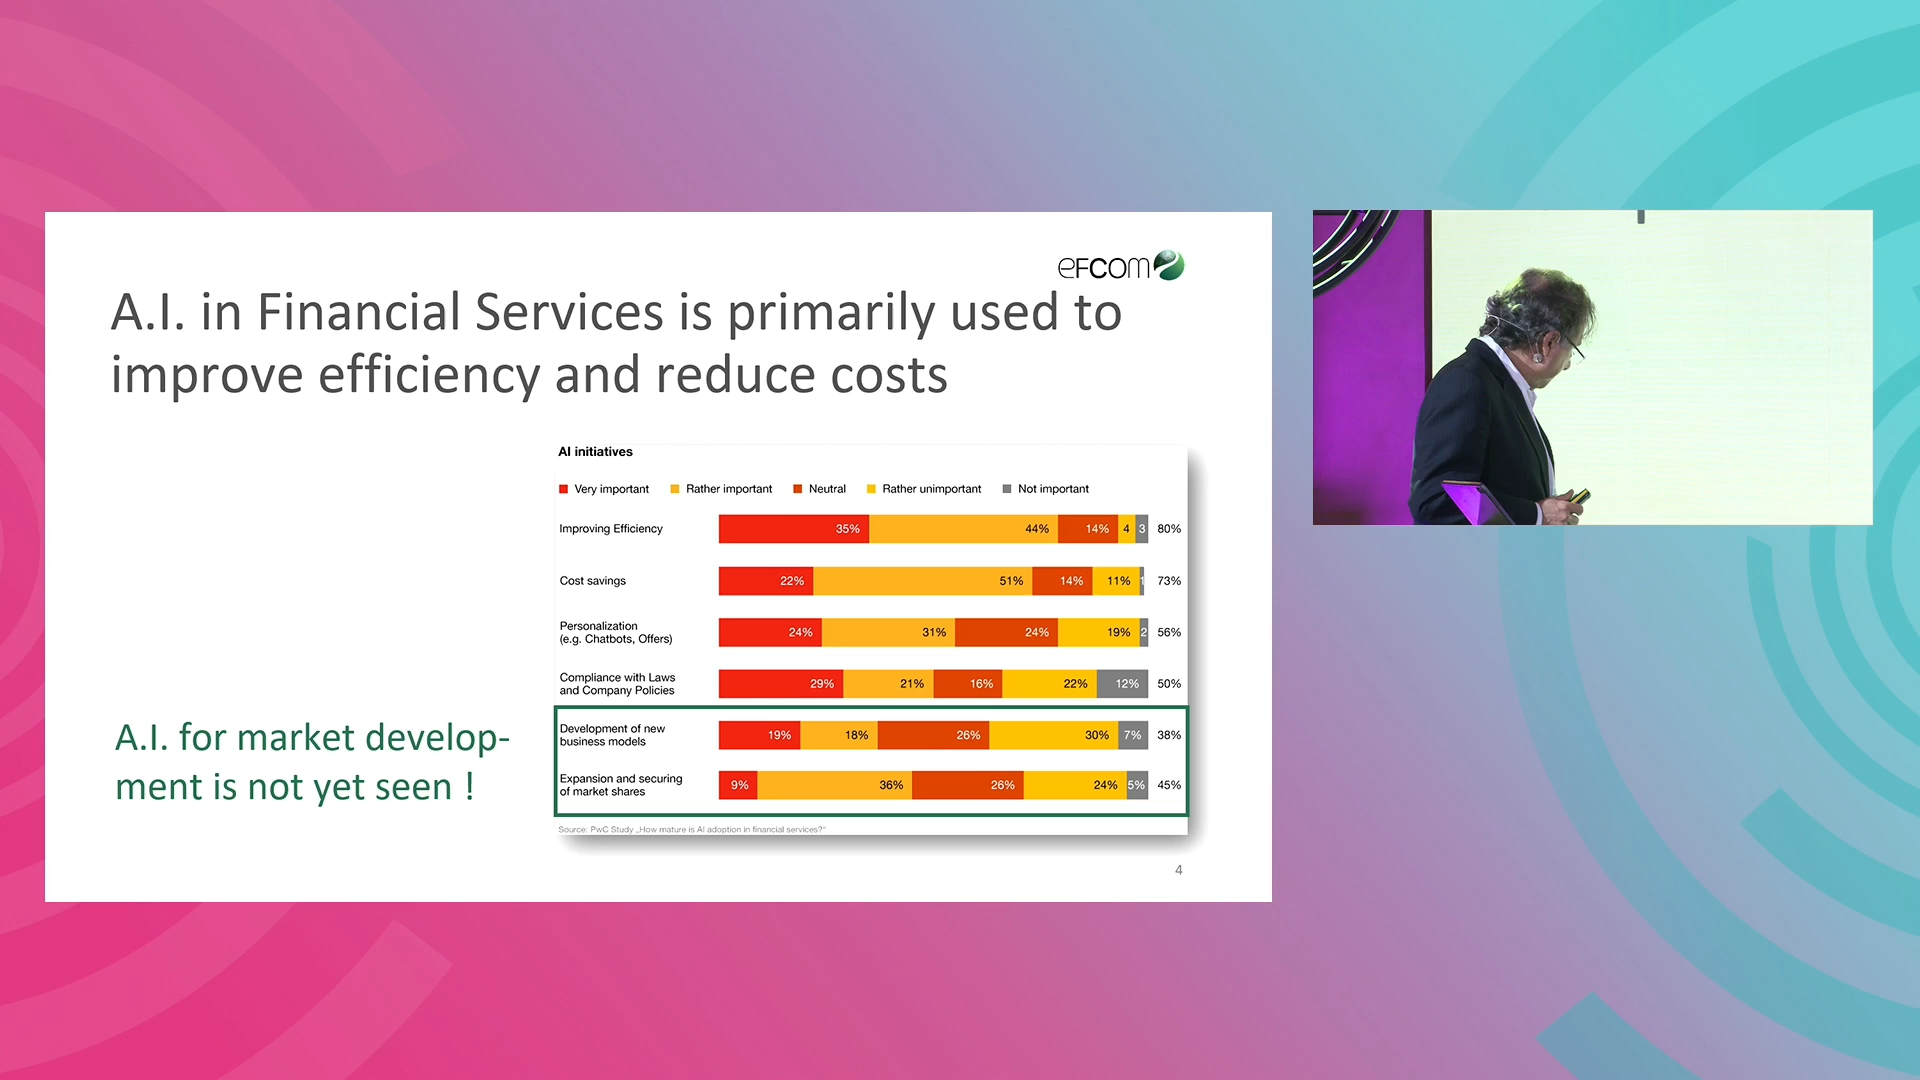 eFCOM
A.I. in Financial Services is primarily used to
improve efficiency and reduce costs
AI initiatives
Very important Rather important Neutral Rather unimportant Not important
Improving Efficiency 35% 44% 14% 4 3 80%
Cost savings 22% 51% 14% 11% 1 73%
Personalization
(e.g. Chatbots, Offers) 24% 31% 24% 19% 2 56%
Compliance with Laws
and Company Policies 29% 21% 16% 22% 12% 50%
Development of new
business models 19% 18% 26% 30% 7% 38%
Expansion and securing
of market shares 9% 36% 26% 24% 5% 45%
A.I. for market develop-
ment is not yet seen !
Source: PwC Study „How mature is AI adoption in financial services?"
4